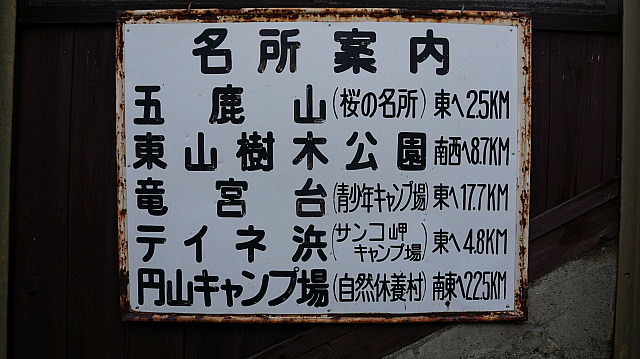 名所案内
五鹿山(桜の名所)東へ2.5KM
東山樹木公園 南西へ8.7KM
竜宮台(青少年キャンプ場)東へ17.7KM
テイネ浜(サンゴ岬キャンプ場)東へ4.8KM
円山キャンプ場(自然休養村)南東へ22.5KM